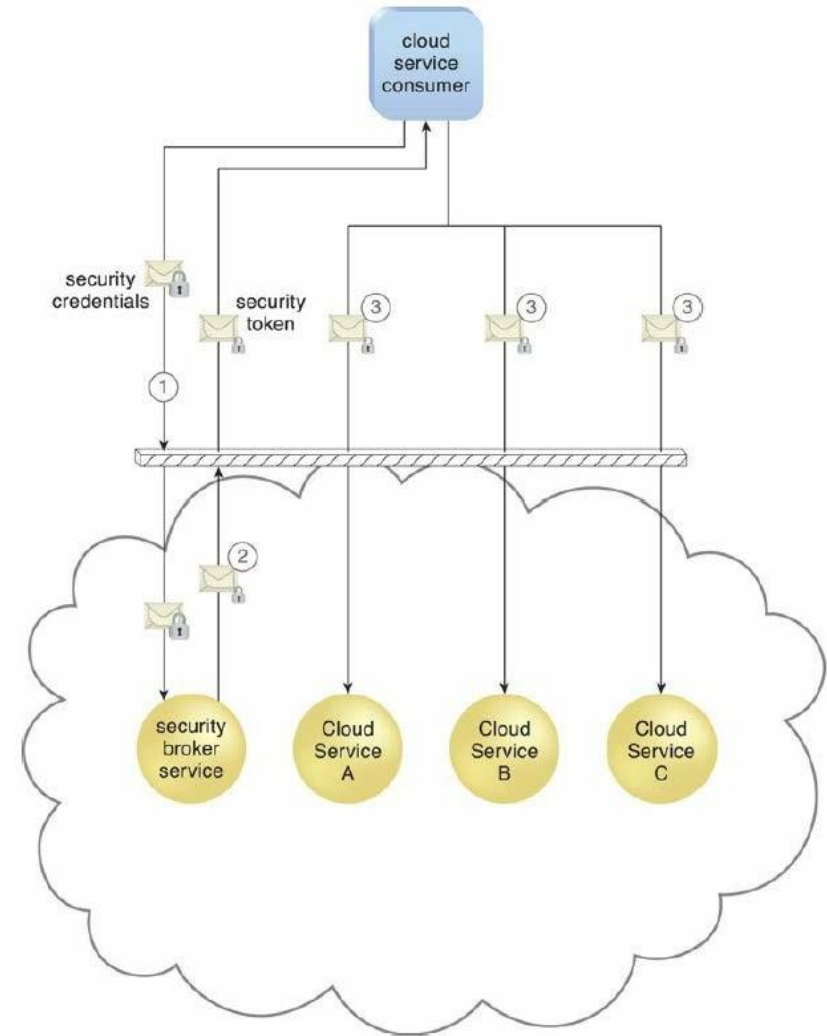 cloud
service
consumer
security
credentials
security
token
3
3
3
1
2
security
broker
service
Cloud
Service
A
Cloud
Service
B
Cloud
Service
C